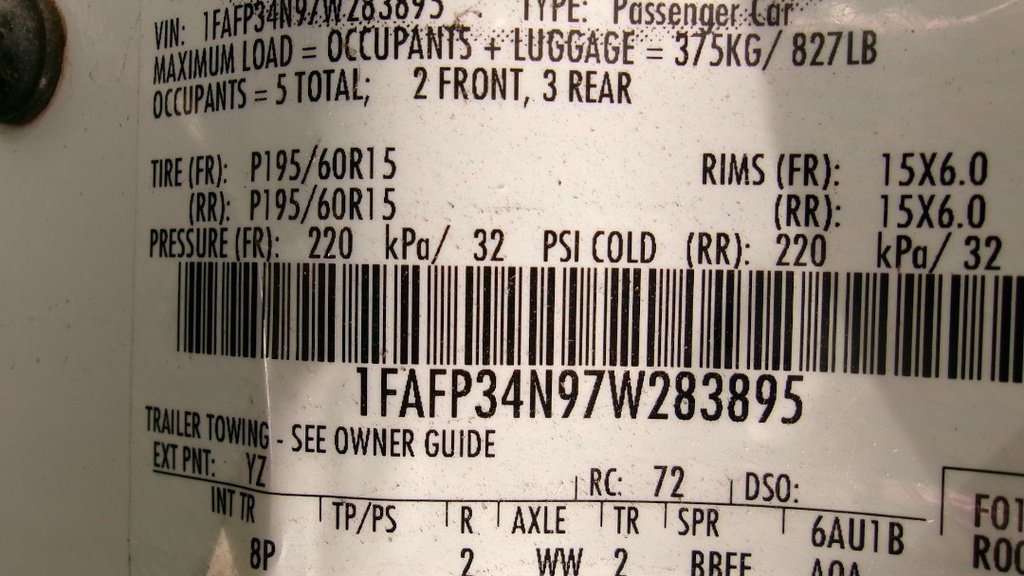 VIN: 1FAFP34N97W283895 TYPE: Passenger Car
MAXIMUM LOAD = OCCUPANTS + LUGGAGE = 375KG/ 827LB
OCCUPANTS = 5 TOTAL; 2 FRONT, 3 REAR
TIRE (FR): P195/60R15 RIMS (FR): 15X6.0
(RR): P195/60R15 (RR): 15X6.0
PRESSURE (FR): 220 kPa/ 32 PSI COLD (RR): 220 kPa/ 32
1FAFP34N97W283895
TRAILER TOWING - SEE OWNER GUIDE
EXT PNT: YZ RC: 72 DSO:
INT TR TP/PS R AXLE TR SPR 6AU1B
8P 2 WW 2 BBFF